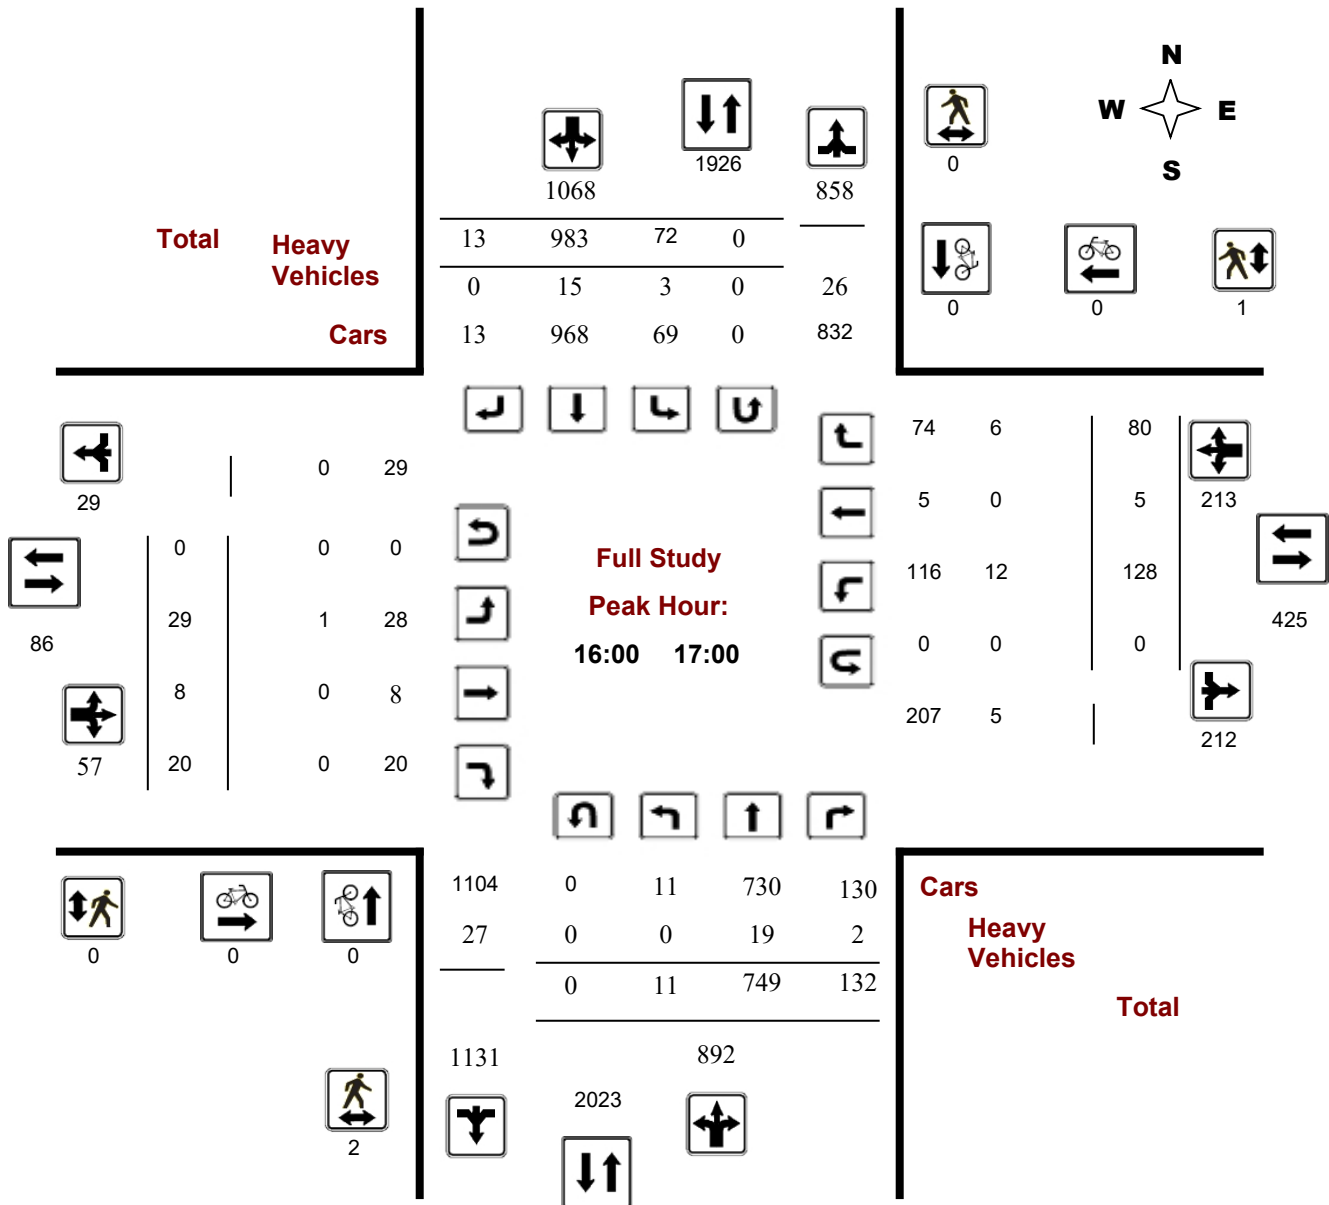 N
W E
S
1926
0
1068 858
Total Heavy Vehicles
13 983 72 0
0 15 3 0 26
0 0 1
Cars 13 968 69 0 832
74 6 80
0 29
29
5 0 5 213
0 0 0
Full Study
116 12 128
Peak Hour:
29 1 28
425
86
16:00 17:00
0 0 0
8 0 8
207 5
212
57 20 0 20
1104 0 11 730 130 Cars
27 0 0 19 2 Heavy Vehicles
0 0 0
0 11 749 132
Total
1131 892
2023
2